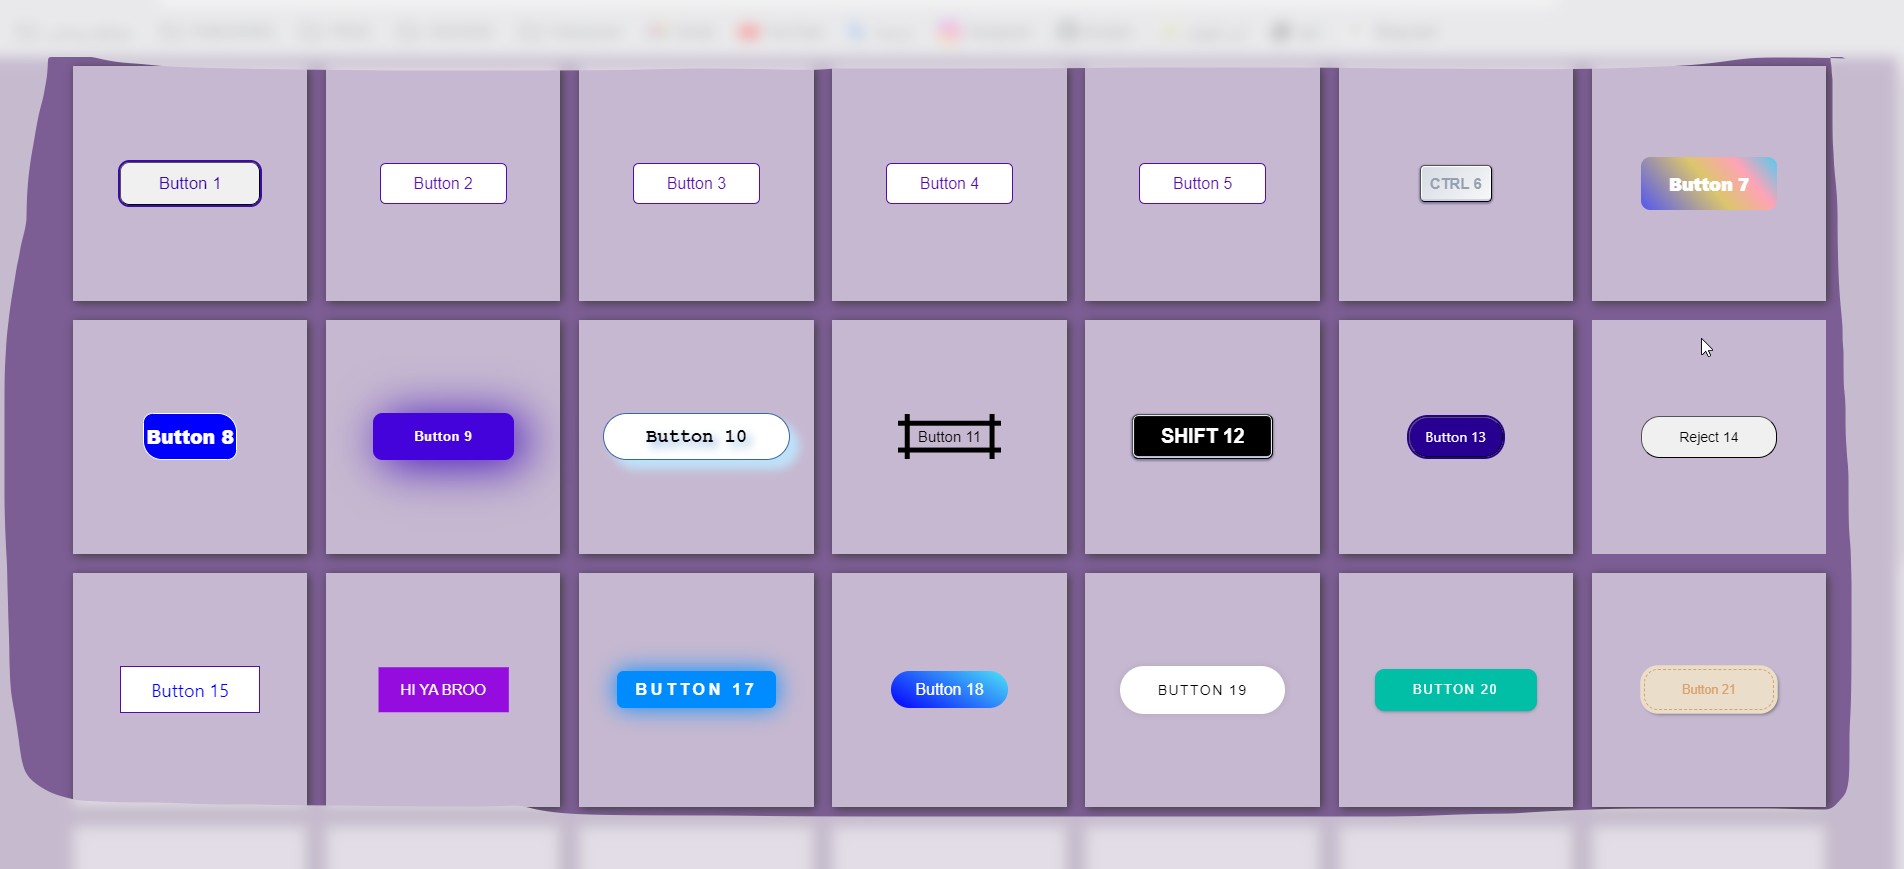 Button 1
Button 2
Button 3
Button 4
Button 5
CTRL 6
Button 7
Button 8
Button 9
Button 10
Button 11
SHIFT 12
Button 13
Reject 14
Button 15
HI YA BROO
BUTTON 17
Button 18
BUTTON 19
BUTTON 20
Button 21